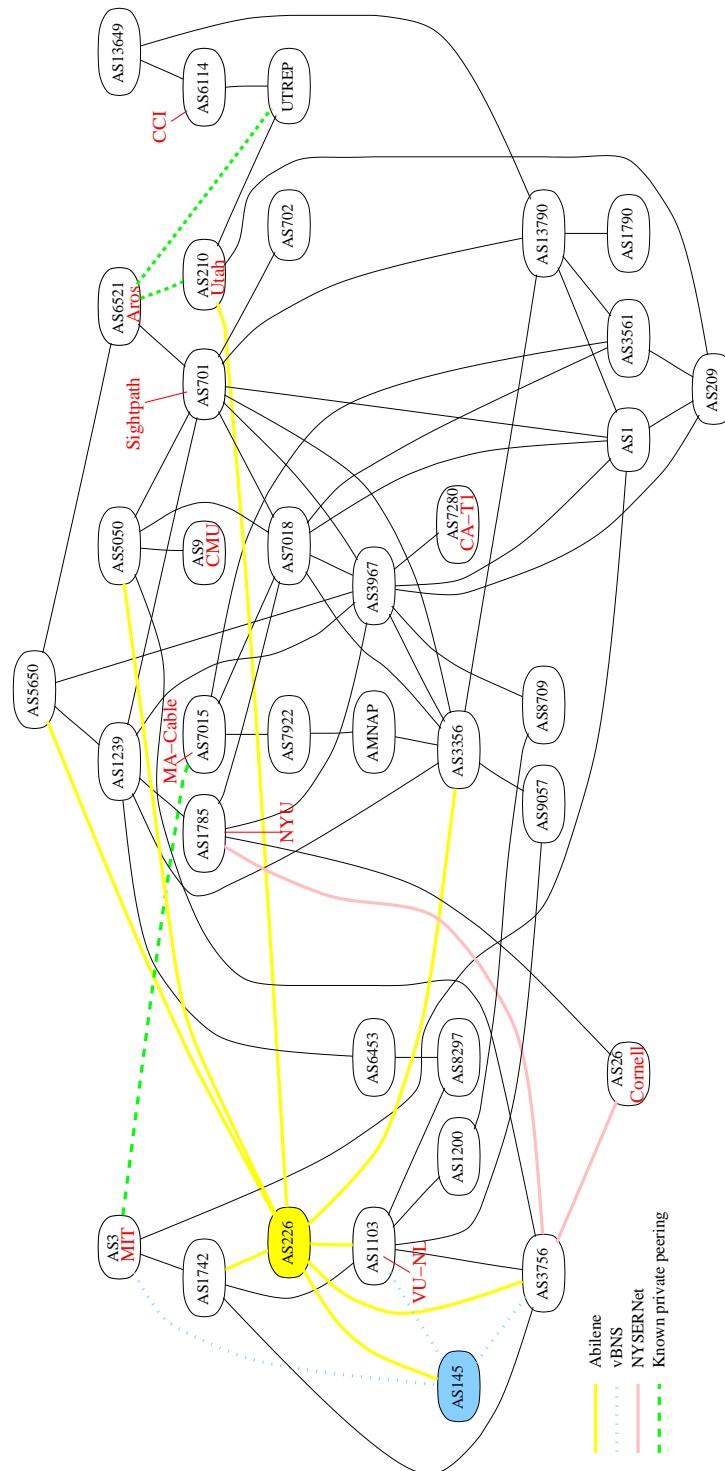 AS13649
AS6114
CCI
UTREP
AS6521
Aros
AS210
Utah
AS702
Sightpath
AS701
AS13790
AS1790
AS3561
AS209
AS1
AS5050
AS9
CMU
AS7018
AS3967
AS7280
CA−T1
AS5650
AS1239
MA−Cable
AS7015
AS7922
AMNAP
AS3356
AS8709
AS9057
AS1785
NYU
AS6453
AS8297
AS1200
AS26
Cornell
AS3
MIT
AS1742
AS226
AS1103
VU−NL
AS3756
AS145
Abilene
vBNS
NYSERNet
Known private peering